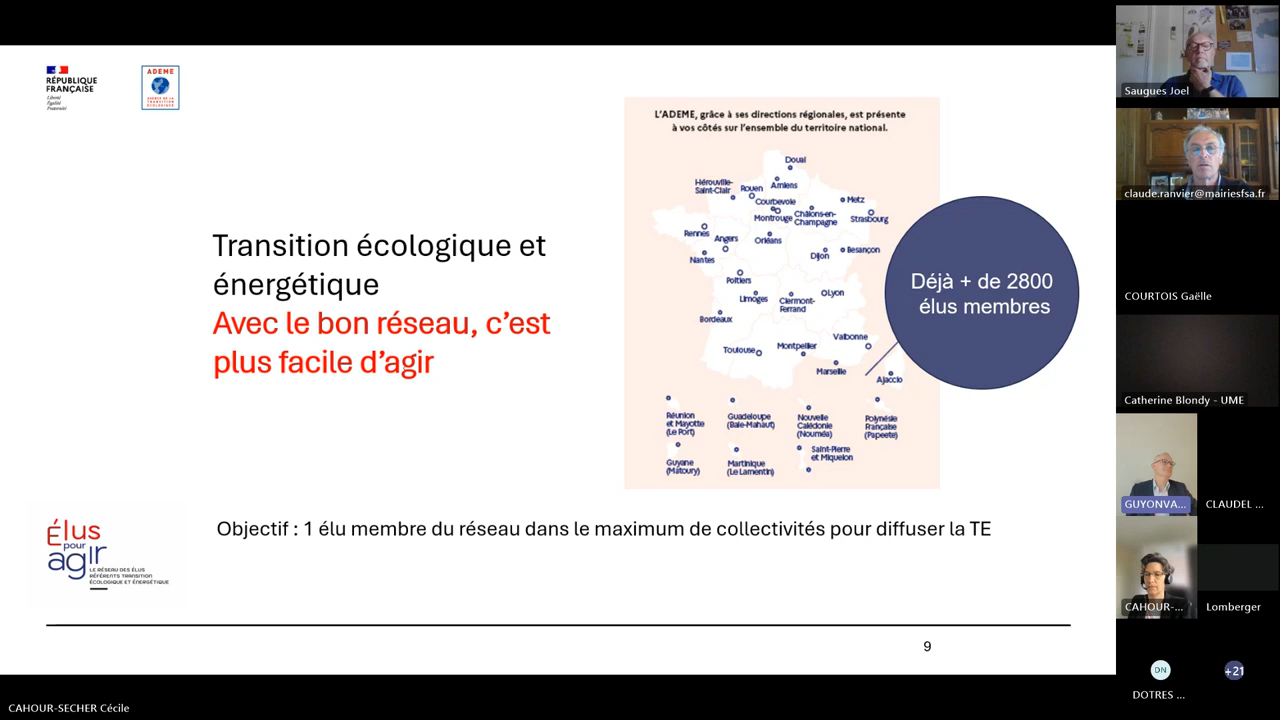 RÉPUBLIQUE
FRANÇAISE
Liberté
Égalité
Fraternité
ADEME
AGENCE DE LA
TRANSITION
ÉCOLOGIQUE
L'ADEME, grâce à ses directions régionales, est présente
à vos côtés sur l'ensemble du territoire national.
Douai
Hérouville-
Saint-Clair
Rouen
Amiens
Courbevoie
Montrouge
Châlons-en-
Champagne
Metz
Strasbourg
Rennes
Angers
Orléans
Nantes
Dijon
Besançon
Poitiers
Limoges
Clermont-
Ferrand
Lyon
Bordeaux
Toulouse
Montpellier
Valbonne
Marseille
Ajaccio
Réunion
et Mayotte
(Le Port)
Guadeloupe
(Baie-Mahault)
Nouvelle
Calédonie
(Nouméa)
Polynésie
Française
(Papeete)
Guyane
(Matoury)
Martinique
(Le Lamentin)
Saint-Pierre
et Miquelon
Déjà + de 2800
élus membres
Transition écologique et
énergétique
Avec le bon réseau, c'est
plus facile d'agir
Objectif : 1 élu membre du réseau dans le maximum de collectivités pour diffuser la TE
Élus
pour
agir
LE RÉSEAU DES ÉLUS
RÉFÉRENTS TRANSITION
ÉCOLOGIQUE ET ÉNERGÉTIQUE
9
CAHOUR-SECHER Cécile
Saugues Joel
claude.ranvier@mairiesfsa.fr
COURTOIS Gaëlle
Catherine Blondy - UME
GUYONVA...
CLAUDEL ...
CAHOUR-...
Lomberger
DN
+21
DOTRES ...